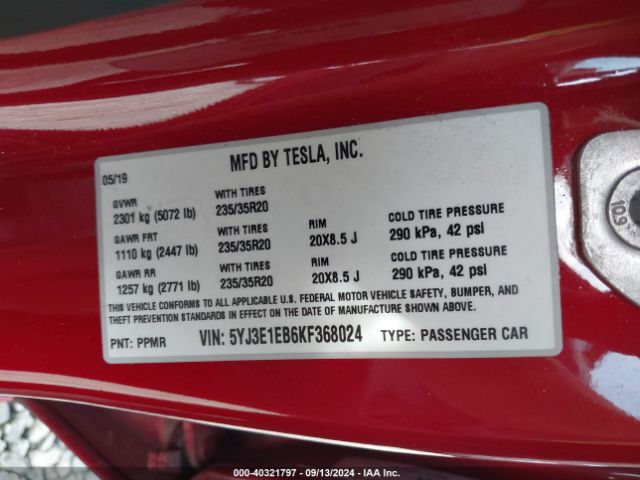 MFD BY TESLA, INC.
05/19
GVWR WITH TIRES
2301 kg (5072 lb) 235/35R20
GAWR FRT WITH TIRES RIM COLD TIRE PRESSURE
1110 kg (2447 lb) 235/35R20 20X8.5 J 290 kPa, 42 psi
GAWR RR WITH TIRES RIM COLD TIRE PRESSURE
1257 kg (2771 lb) 235/35R20 20X8.5 J 290 kPa, 42 psi
THIS VEHICLE CONFORMS TO ALL APPLICABLE U.S. FEDERAL MOTOR VEHICLE SAFETY, BUMPER, AND
THEFT PREVENTION STANDARDS IN EFFECT ON THE DATE OF MANUFACTURE SHOWN ABOVE.
PNT: PPMR VIN: 5YJ3E1EB6KF368024 TYPE: PASSENGER CAR
109
000-40321797 - 09/13/2024 - IAA Inc.